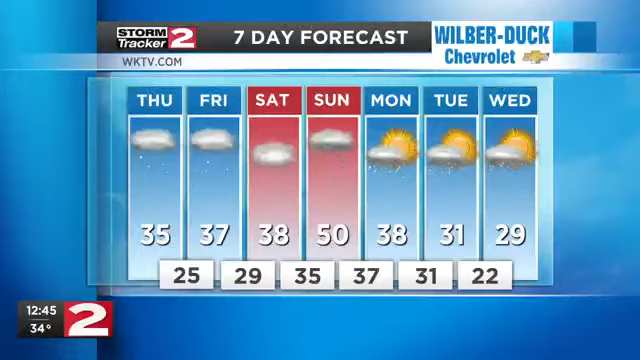 STORM
Tracker 2
7 DAY FORECAST
WILBER-DUCK
Chevrolet
WKTV.COM
THU FRI SAT SUN MON TUE WED
35 37 38 50 38 31 29
25 29 35 37 31 22
12:45
34°
2